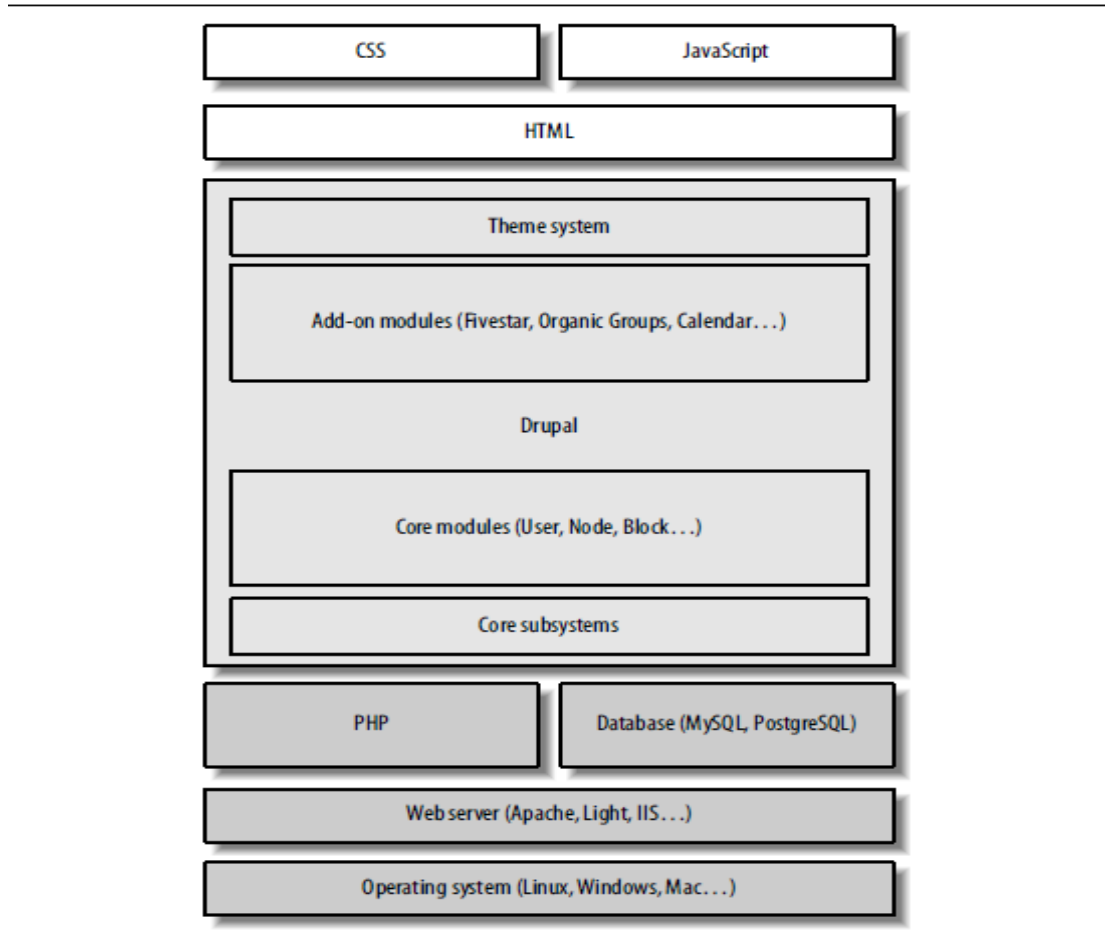 CSS
JavaScript
HTML
Theme system
Add-on modules (Fivestar, Organic Groups, Calendar...)
Drupal
Core modules (User, Node, Block...)
Core subsystems
PHP
Database (MySQL, PostgreSQL)
Web server (Apache, Light, IIS...)
Operating system (Linux, Windows, Mac...)